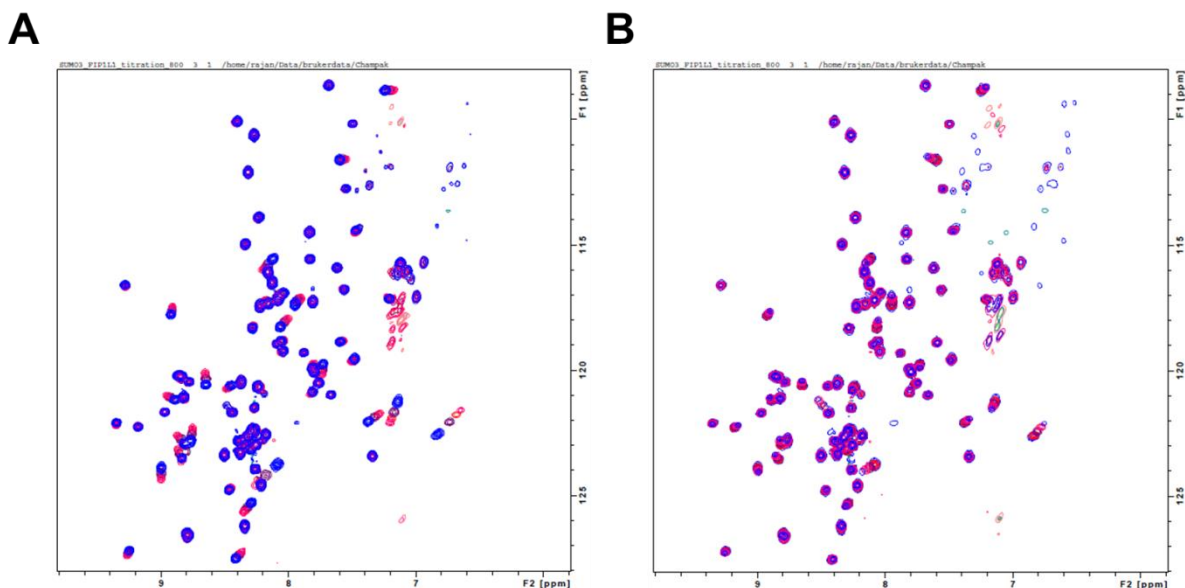 A
B
SUMO3_FIP1L1_titration_800 3 1 /home/rajan/Data/brukerdata/Champak
SUMO3_FIP1L1_titration_800 3 1 /home/rajan/Data/brukerdata/Champak
F1 [ppm]
F1 [ppm]
115
115
120
120
125
125
9
8
7
F2 [ppm]
9
8
7
F2 [ppm]